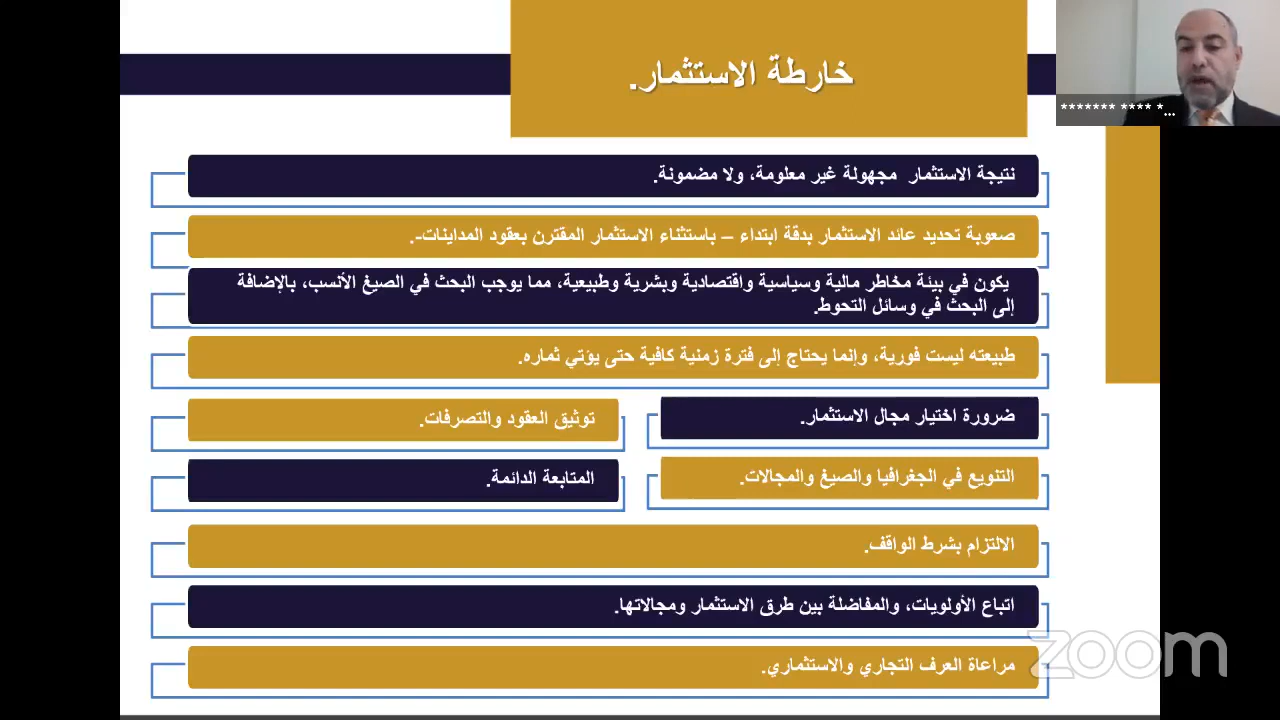 خارطة الاستثمار.
******* **** *...
نتيجة الاستثمار مجهولة غير معلومة، ولا مضمونة.
صعوبة تحديد عائد الاستثمار بدقة ابتداء – باستثناء الاستثمار المقترن بعقود المداينات-.
يكون في بيئة مخاطر مالية وسياسية واقتصادية وبشرية وطبيعية، مما يوجب البحث في الصيغ الأنسب، بالإضافة
إلى البحث في وسائل التحوط.
طبيعته ليست فورية، وإنما يحتاج إلى فترة زمنية كافية حتى يؤتي ثماره.
ضرورة اختيار مجال الاستثمار.
توثيق العقود والتصرفات.
التنويع في الجغرافيا والصيغ والمجالات.
المتابعة الدائمة.
الالتزام بشرط الواقف.
اتباع الأولويات، والمفاضلة بين طرق الاستثمار ومجالاتها.
مراعاة العرف التجاري والاستثماري.
zoom